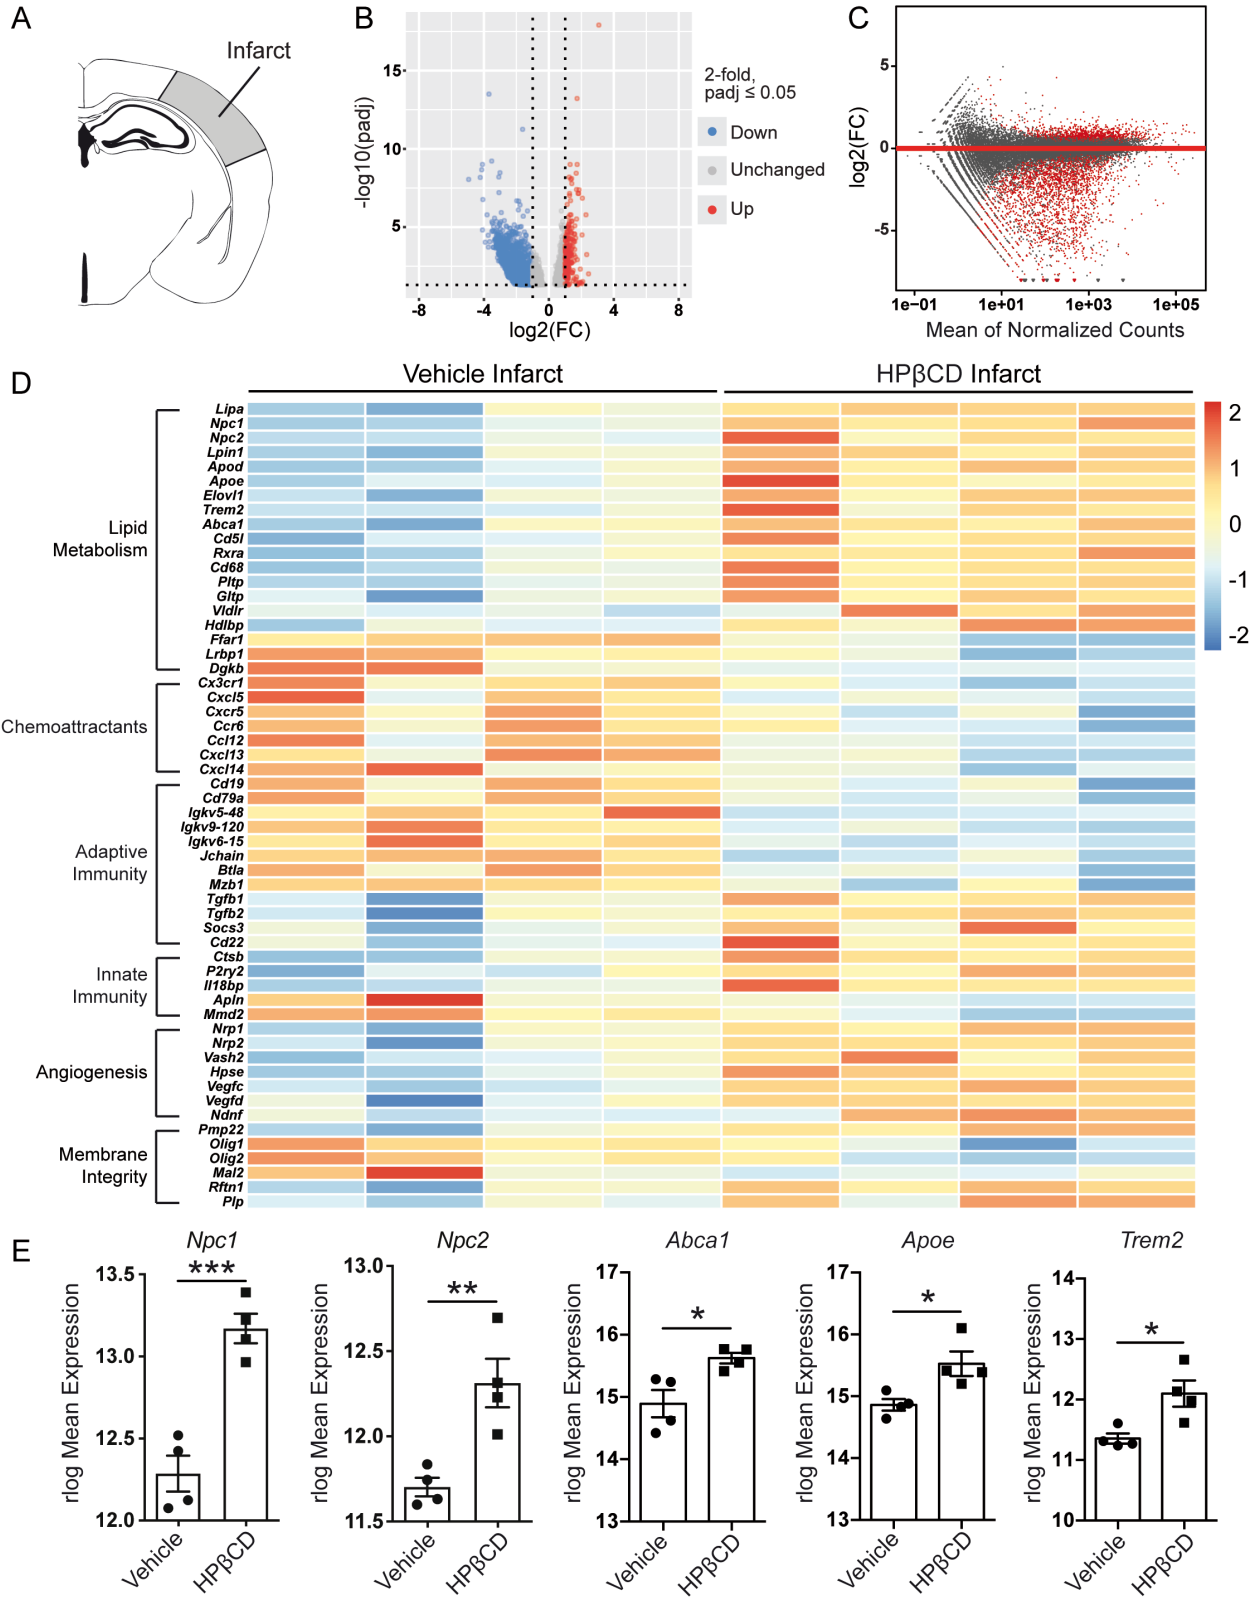 A
Infarct
B
-log10(padj)
15
10
5
-8
-4
0
4
8
log2(FC)
2-fold,
padj ≤ 0.05
Down
Unchanged
Up
C
log2(FC)
5
0
-5
1e−01
1e+01
1e+03
1e+05
Mean of Normalized Counts
D
Vehicle Infarct
HPβCD Infarct
Lipid
Metabolism
Lipa
Npc1
Npc2
Lpin1
Apod
Apoe
Elovl1
Trem2
Abca1
Cd5l
Rxra
Cd68
Pltp
Gltp
Vldlr
Hdlbp
Ffar1
Lrbp1
Dgkb
Chemoattractants
Cx3cr1
Cxcl5
Cxcr5
Ccr6
Ccl12
Cxcl13
Cxcl14
Adaptive
Immunity
Cd19
Cd79a
Igkv5-48
Igkv9-120
Igkv6-15
Jchain
Btla
Mzb1
Tgfb1
Tgfb2
Socs3
Cd22
Innate
Immunity
Ctsb
P2ry2
Il18bp
Apln
Mmd2
Angiogenesis
Nrp1
Nrp2
Vash2
Hpse
Vegfc
Vegfd
Ndnf
Membrane
Integrity
Pmp22
Olig1
Olig2
Mal2
Rftn1
Plp
2
1
0
-1
-2
E
Npc1
rlog Mean Expression
13.5
13.0
12.5
12.0
***
Vehicle
HPβCD
Npc2
rlog Mean Expression
13.0
12.5
12.0
11.5
**
Vehicle
HPβCD
Abca1
rlog Mean Expression
17
16
15
14
13
*
Vehicle
HPβCD
Apoe
rlog Mean Expression
17
16
15
14
13
*
Vehicle
HPβCD
Trem2
rlog Mean Expression
14
13
12
11
10
*
Vehicle
HPβCD